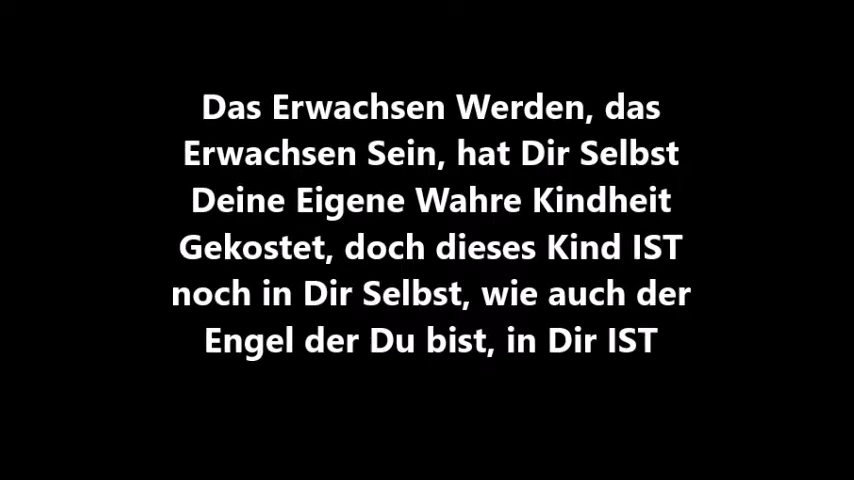 Das Erwachsen Werden, das
Erwachsen Sein, hat Dir Selbst
Deine Eigene Wahre Kindheit
Gekostet, doch dieses Kind IST
noch in Dir Selbst, wie auch der
Engel der Du bist, in Dir IST